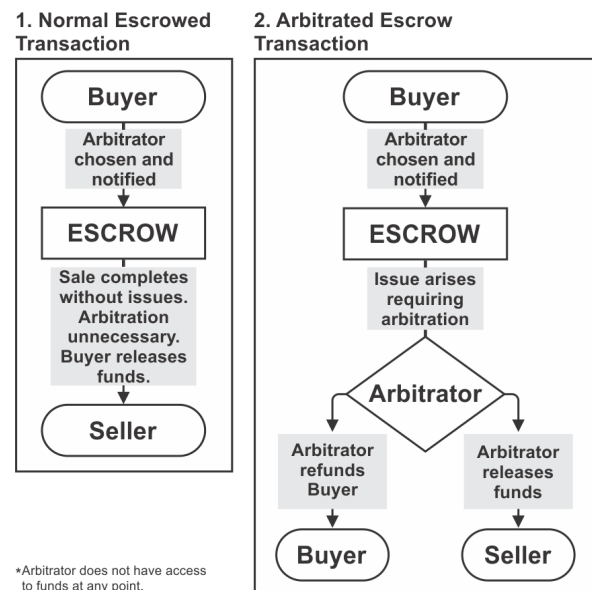 1. Normal Escrowed
Transaction
Buyer
Arbitrator
chosen and
notified
ESCROW
Sale completes
without issues.
Arbitration
unnecessary.
Buyer releases
funds.
Seller
*Arbitrator does not have access
to funds at any point.
2. Arbitrated Escrow
Transaction
Buyer
Arbitrator
chosen and
notified
ESCROW
Issue arises
requiring
arbitration
Arbitrator
Arbitrator
refunds
Buyer
Buyer
Arbitrator
releases
funds
Seller